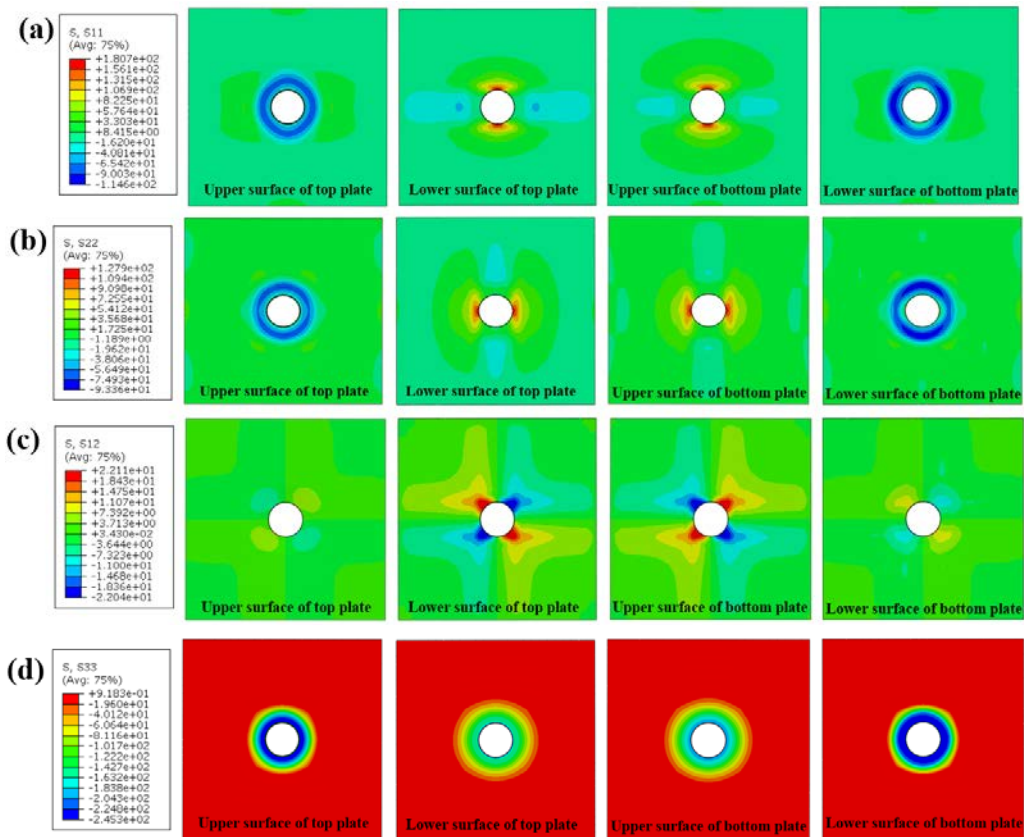 (a)
S, S11
(Avg: 75%)
+1.807e+02
+1.561e+02
+1.315e+02
+1.069e+02
+8.225e+01
+5.764e+01
+3.303e+01
+8.415e+00
-1.620e+01
-4.081e+01
-6.542e+01
-9.003e+01
-1.146e+02
Upper surface of top plate
Lower surface of top plate
Upper surface of bottom plate
Lower surface of bottom plate
(b)
S, S22
(Avg: 75%)
+1.279e+02
+1.094e+02
+9.098e+01
+7.255e+01
+5.412e+01
+3.568e+01
+1.725e+01
-1.189e+00
-1.962e+01
-3.806e+01
-5.649e+01
-7.493e+01
-9.336e+01
Upper surface of top plate
Lower surface of top plate
Upper surface of bottom plate
Lower surface of bottom plate
(c)
S, S12
(Avg: 75%)
+2.211e+01
+1.843e+01
+1.475e+01
+1.107e+01
+7.392e+00
+3.713e+00
+3.430e-02
-3.644e+00
-7.323e+00
-1.100e+01
-1.468e+01
-1.836e+01
-2.204e+01
Upper surface of top plate
Lower surface of top plate
Upper surface of bottom plate
Lower surface of bottom plate
(d)
S, S33
(Avg: 75%)
+9.183e-01
-1.960e+01
-4.012e+01
-6.064e+01
-8.116e+01
-1.017e+02
-1.222e+02
-1.427e+02
-1.632e+02
-1.838e+02
-2.043e+02
-2.248e+02
-2.453e+02
Upper surface of top plate
Lower surface of top plate
Upper surface of bottom plate
Lower surface of bottom plate